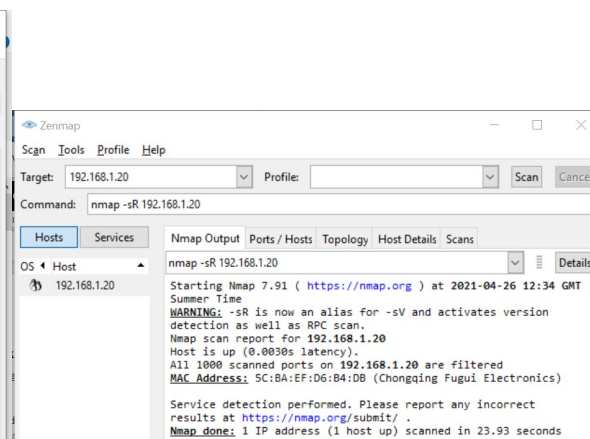 Zenmap
Scan Tools Profile Help
Target: 192.168.1.20 Profile: Scan Cance
Command: nmap -sR 192.168.1.20
Hosts Services Nmap Output Ports / Hosts Topology Host Details Scans
OS Host nmap -sR 192.168.1.20 Details
192.168.1.20
Starting Nmap 7.91 ( https://nmap.org ) at 2021-04-26 12:34 GMT
Summer Time
WARNING: -sR is now an alias for -sV and activates version
detection as well as RPC scan.
Nmap scan report for 192.168.1.20
Host is up (0.0030s latency).
All 1000 scanned ports on 192.168.1.20 are filtered
MAC Address: 5C:BA:EF:D6:B4:DB (Chongqing Fugui Electronics)
Service detection performed. Please report any incorrect
results at https://nmap.org/submit/ .
Nmap done: 1 IP address (1 host up) scanned in 23.93 seconds